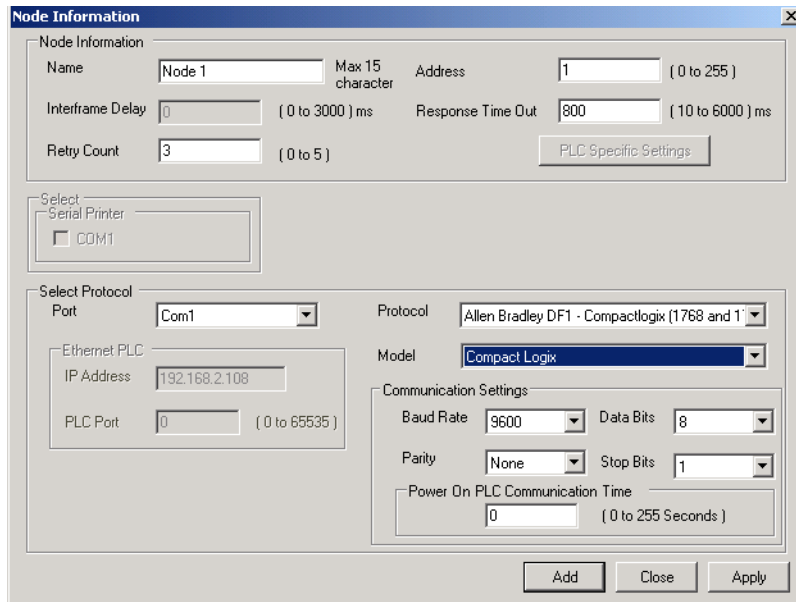 Node Information
Node Information
Name Node 1 Max 15 character Address 1 ( 0 to 255 )
Interframe Delay 0 ( 0 to 3000 ) ms Response Time Out 800 ( 10 to 6000 ) ms
Retry Count 3 ( 0 to 5 ) PLC Specific Settings
Select
Serial Printer
COM1
Select Protocol
Port Com1 Protocol Allen Bradley DF1 - Compactlogix (1768 and
Ethernet PLC
IP Address 192.168.2.108
PLC Port 0 ( 0 to 65535 )
Model Compact Logix
Communication Settings
Baud Rate 9600 Data Bits 8
Parity None Stop Bits 1
Power On PLC Communication Time
0 ( 0 to 255 Seconds )
Add Close Apply